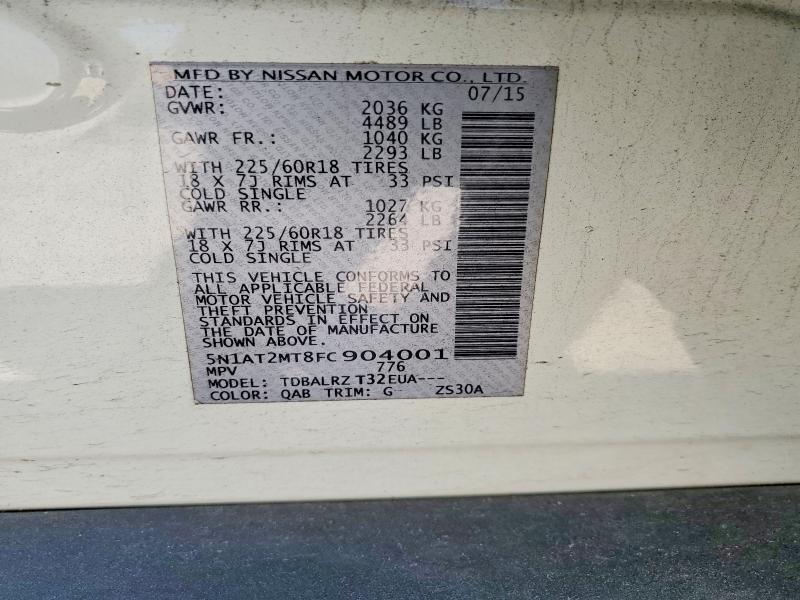 MFD BY NISSAN MOTOR CO., LTD.
DATE: 07/15
GVWR: 2036 KG
4489 LB
GAWR FR.: 1040 KG
2293 LB
WITH 225/60R18 TIRES
18 X 7J RIMS AT 33 PSI
COLD SINGLE
GAWR RR.: 1027 KG
2264 LB
WITH 225/60R18 TIRES
18 X 7J RIMS AT 33 PSI
COLD SINGLE
THIS VEHICLE CONFORMS TO
ALL APPLICABLE FEDERAL
MOTOR VEHICLE SAFETY AND
THEFT PREVENTION
STANDARDS IN EFFECT ON
THE DATE OF MANUFACTURE
SHOWN ABOVE.
5N1AT2MT8FC 904001
MPV 776
MODEL: TDBALRZ T32EUA---
COLOR: QAB TRIM: G ZS30A